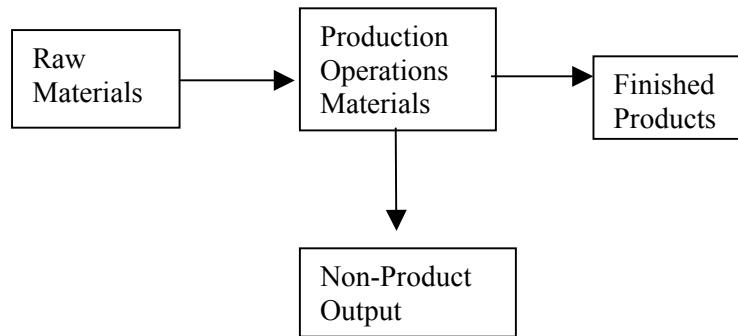 Raw
Materials
Production
Operations
Materials
Finished
Products
Non-Product
Output